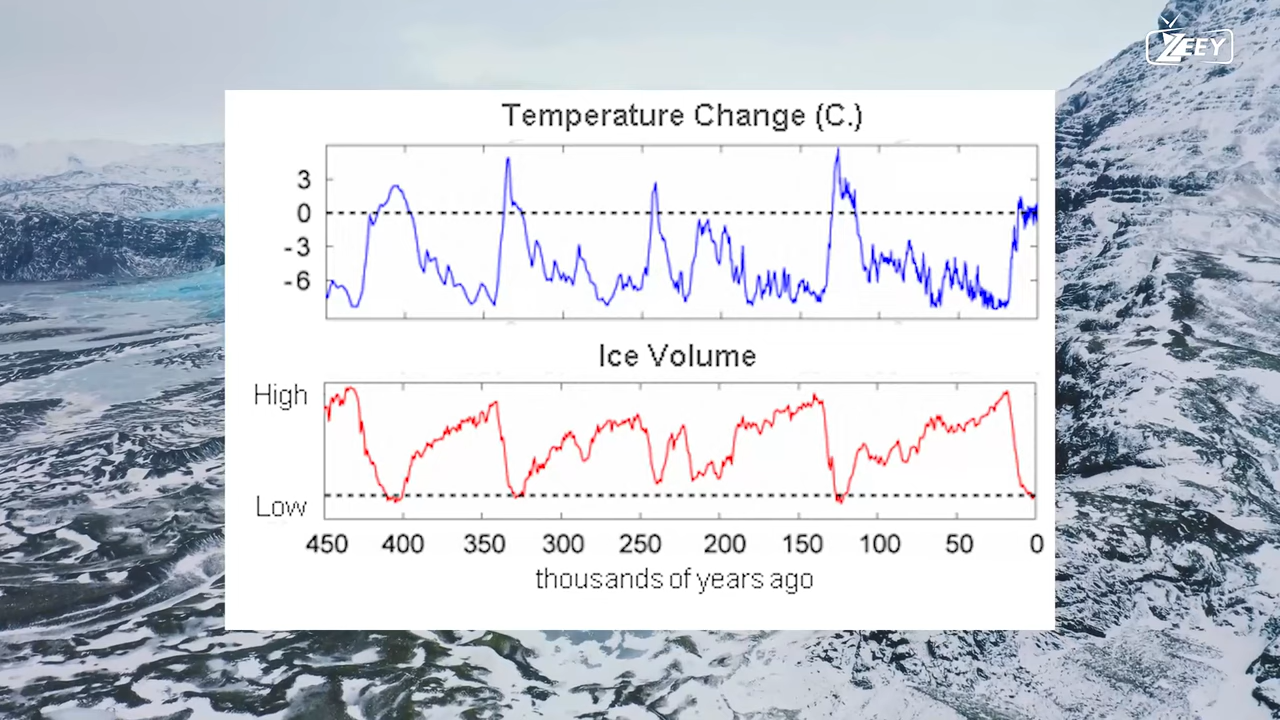 ZEEY
Temperature Change (C.)
3
0
-3
-6
Ice Volume
High
Low
450 400 350 300 250 200 150 100 50 0
thousands of years ago